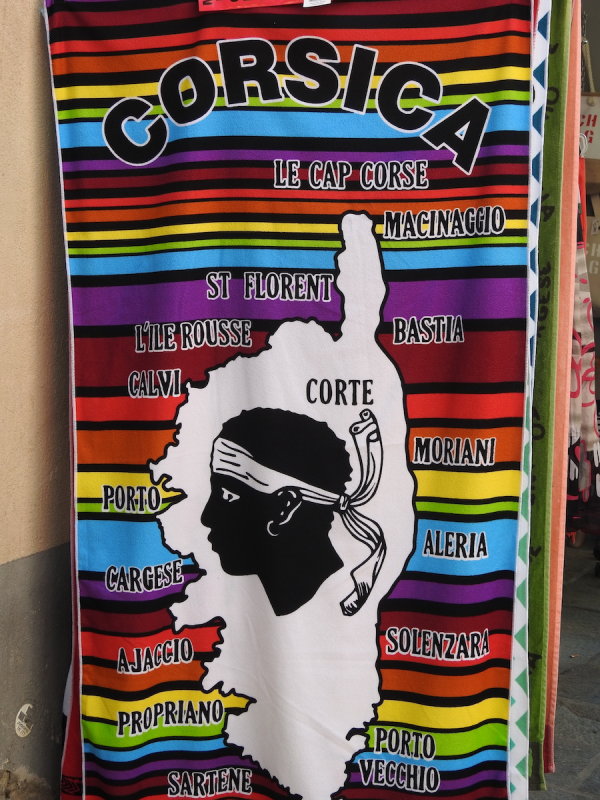 CORSICA
LE CAP CORSE
MACINAGGIO
ST FLORENT
L'ILE ROUSSE
BASTIA
CALVI
CORTE
MORIANI
PORTO
ALERIA
CARGESE
SOLENZARA
AJACCIO
PROPRIANO
PORTO
VECCHIO
SARTENE